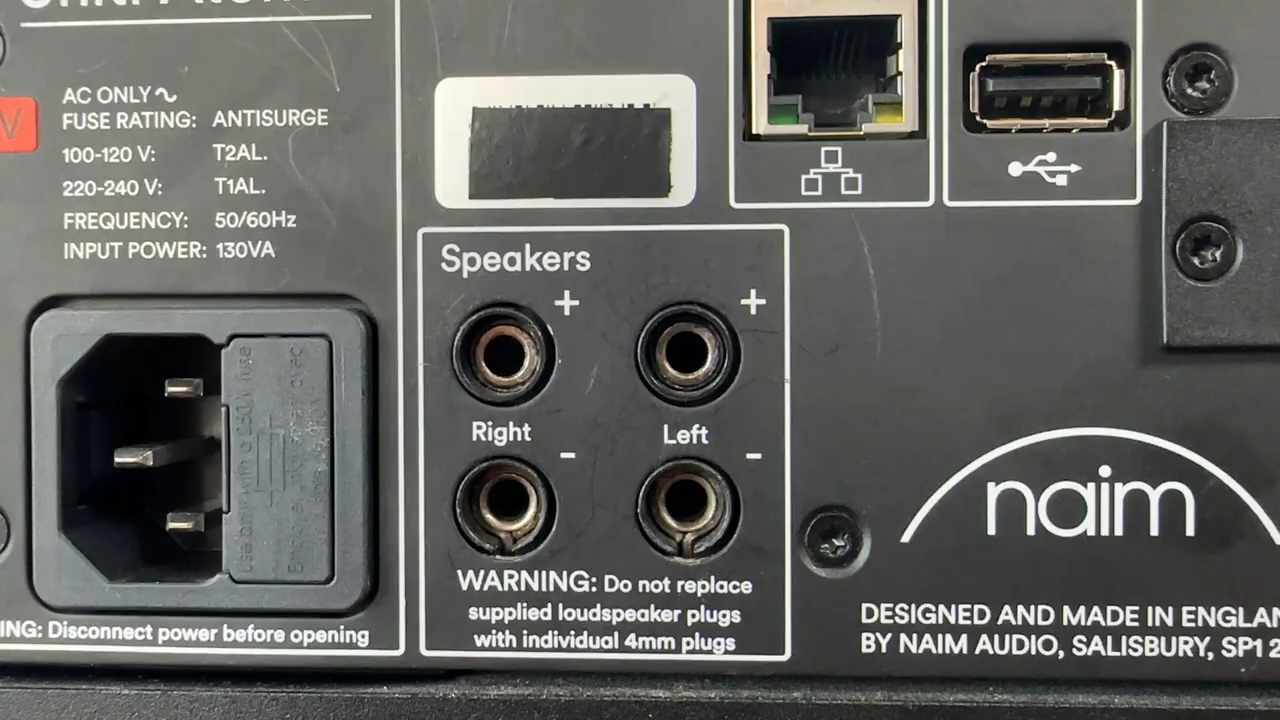 AC ONLY
FUSE RATING: ANTISURGE
100-120 V: T2AL.
220-240 V: T1AL.
FREQUENCY: 50/60Hz
INPUT POWER: 130VA
V
Speakers
+ +
Right Left
- -
WARNING: Do not replace
supplied loudspeaker plugs
with individual 4mm plugs
ING: Disconnect power before opening
naim
DESIGNED AND MADE IN ENGLAN
BY NAIM AUDIO, SALISBURY, SP1 2